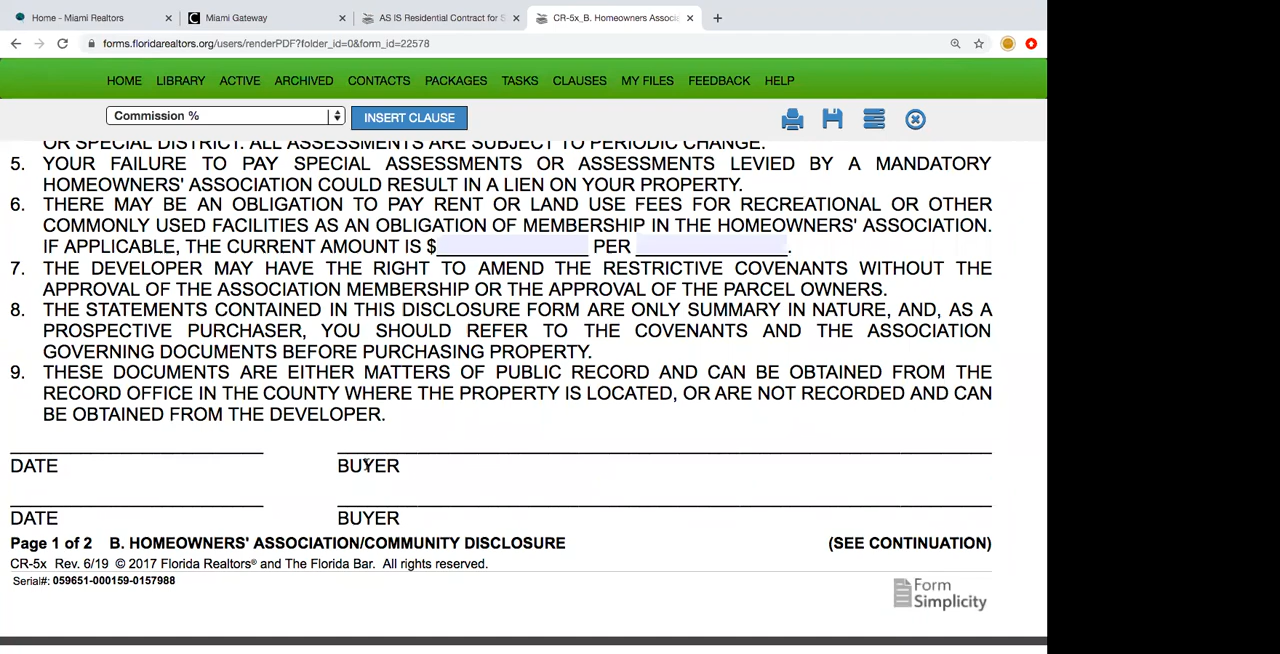 Home - Miami Realtors
Miami Gateway
AS IS Residential Contract for S
CR-5x_B. Homeowners Associa
forms.floridarealtors.org/users/renderPDF?folder_id=0&form_id=22578
HOME LIBRARY ACTIVE ARCHIVED CONTACTS PACKAGES TASKS CLAUSES MY FILES FEEDBACK HELP
Commission % INSERT CLAUSE
OR SPECIAL DISTRICT. ALL ASSESSMENTS ARE SUBJECT TO PERIODIC CHANGE.
5. YOUR FAILURE TO PAY SPECIAL ASSESSMENTS OR ASSESSMENTS LEVIED BY A MANDATORY
HOMEOWNERS' ASSOCIATION COULD RESULT IN A LIEN ON YOUR PROPERTY.
6. THERE MAY BE AN OBLIGATION TO PAY RENT OR LAND USE FEES FOR RECREATIONAL OR OTHER
COMMONLY USED FACILITIES AS AN OBLIGATION OF MEMBERSHIP IN THE HOMEOWNERS' ASSOCIATION.
IF APPLICABLE, THE CURRENT AMOUNT IS $ PER .
7. THE DEVELOPER MAY HAVE THE RIGHT TO AMEND THE RESTRICTIVE COVENANTS WITHOUT THE
APPROVAL OF THE ASSOCIATION MEMBERSHIP OR THE APPROVAL OF THE PARCEL OWNERS.
8. THE STATEMENTS CONTAINED IN THIS DISCLOSURE FORM ARE ONLY SUMMARY IN NATURE, AND, AS A
PROSPECTIVE PURCHASER, YOU SHOULD REFER TO THE COVENANTS AND THE ASSOCIATION
GOVERNING DOCUMENTS BEFORE PURCHASING PROPERTY.
9. THESE DOCUMENTS ARE EITHER MATTERS OF PUBLIC RECORD AND CAN BE OBTAINED FROM THE
RECORD OFFICE IN THE COUNTY WHERE THE PROPERTY IS LOCATED, OR ARE NOT RECORDED AND CAN
BE OBTAINED FROM THE DEVELOPER.
DATE BUYER
DATE BUYER
Page 1 of 2 B. HOMEOWNERS' ASSOCIATION/COMMUNITY DISCLOSURE (SEE CONTINUATION)
CR-5x Rev. 6/19 © 2017 Florida Realtors® and The Florida Bar. All rights reserved.
Serial#: 059651-000159-0157988
Form
Simplicity